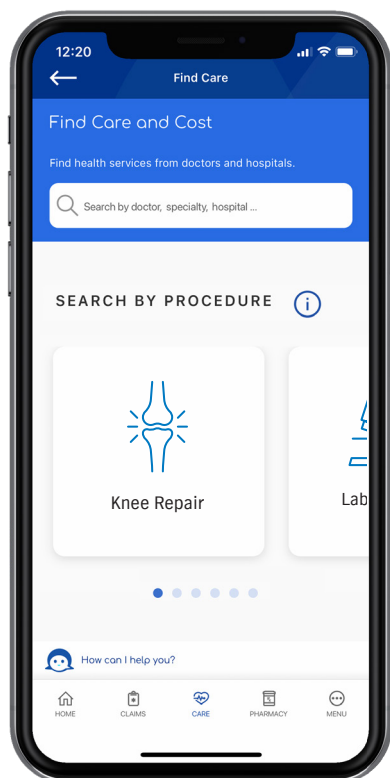 12:20
Find Care
Find Care and Cost
Find health services from doctors and hospitals.
Search by doctor, specialty, hospital ...
SEARCH BY PROCEDURE i
Knee Repair
Lab
How can I help you?
HOME CLAIMS CARE PHARMACY MENU